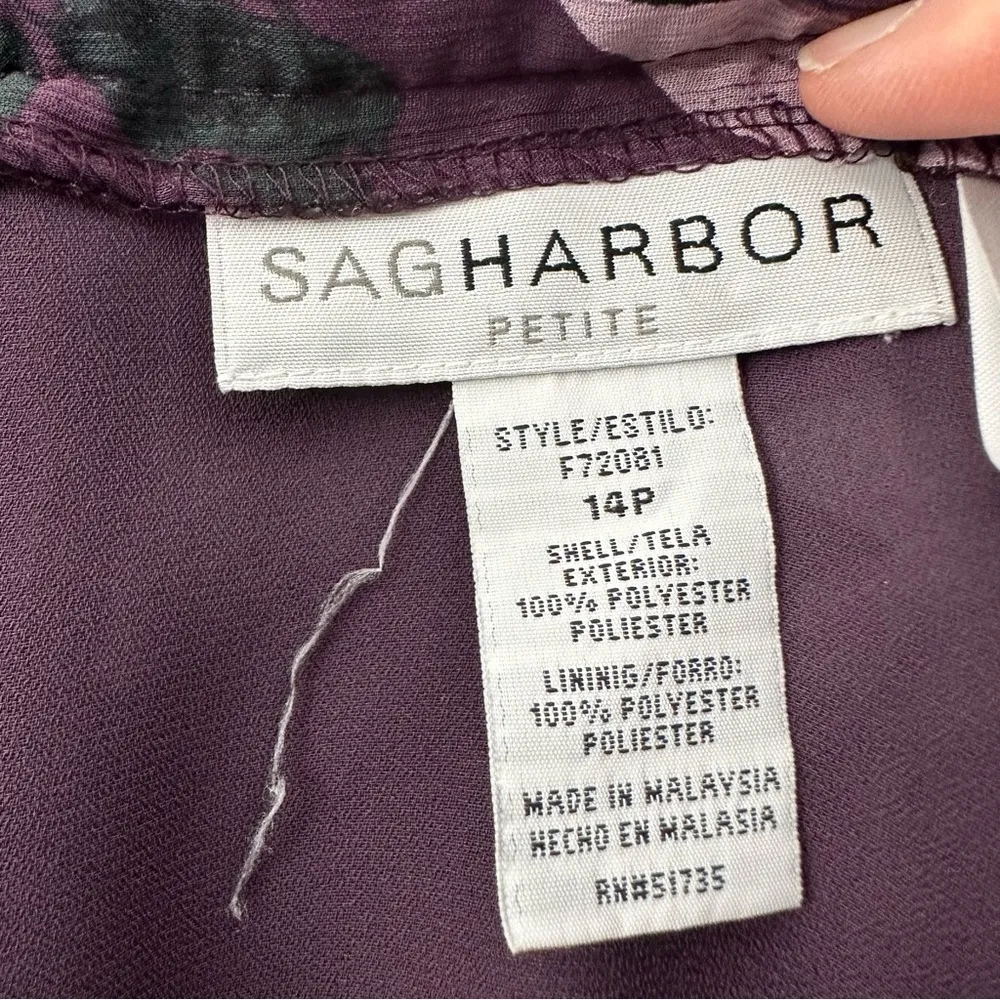 SAGHARBOR
PETITE
STYLE/ESTILO:
F72081
14P
SHELL/TELA
EXTERIOR:
100% POLYESTER
POLIESTER
LININIG/FORRO:
100% POLYESTER
POLIESTER
MADE IN MALAYSIA
HECHO EN MALASIA
RN#51735